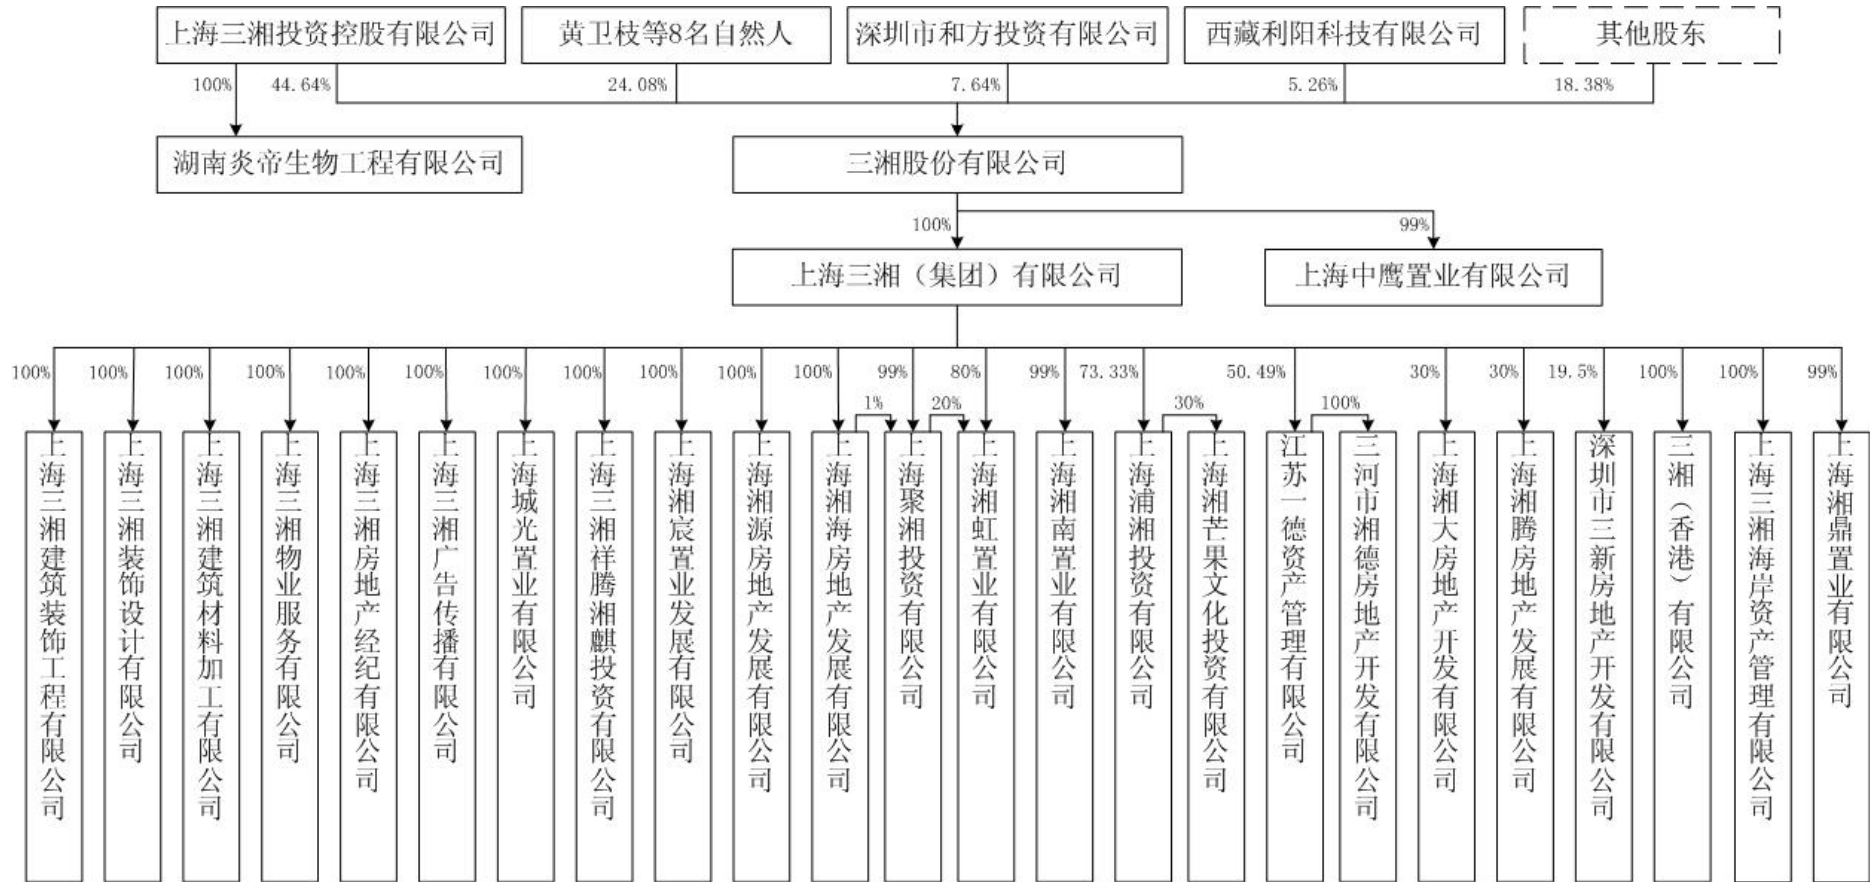 上海三湘投资控股有限公司
黄卫枝等8名自然人
深圳市和方投资有限公司
西藏利阳科技有限公司
其他股东
100%
44.64%
24.08%
7.64%
5.26%
18.38%
湖南炎帝生物工程有限公司
三湘股份有限公司
100%
99%
上海三湘（集团）有限公司
上海中鹰置业有限公司
100%
100%
100%
100%
100%
100%
100%
100%
100%
100%
100%
99%
80%
99%
73.33%
50.49%
30%
30%
19.5%
100%
100%
99%
1%
20%
30%
100%
上海三湘建筑装饰工程有限公司
上海三湘装饰设计有限公司
上海三湘建筑材料加工有限公司
上海三湘物业服务有限公司
上海三湘房地产经纪有限公司
上海三湘广告传播有限公司
上海城光置业有限公司
上海三湘祥腾湘麒投资有限公司
上海湘宸置业发展有限公司
上海湘源房地产发展有限公司
上海湘海房地产发展有限公司
上海聚湘投资有限公司
上海湘虹置业有限公司
上海湘南置业有限公司
上海浦湘投资有限公司
上海湘芒果文化投资有限公司
江苏一德资产管理有限公司
三河市湘德房地产开发有限公司
上海湘大房地产开发有限公司
上海湘腾房地产发展有限公司
深圳市三新房地产开发有限公司
三湘（香港）有限公司
上海三湘海岸资产管理有限公司
上海湘鼎置业有限公司